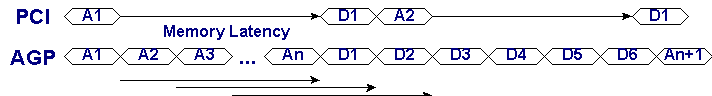 PCI A1 D1 A2 D1
Memory Latency
AGP A1 A2 A3 ... An D1 D2 D3 D4 D5 D6 An+1